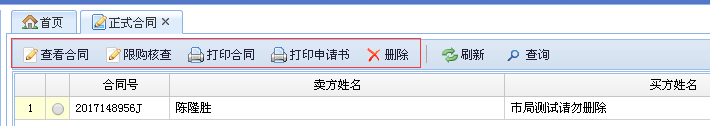 首页 正式合同
查看合同 限购核查 打印合同 打印申请书 删除 刷新 查询
合同号 卖方姓名 买方姓名
1 2017148956J 陈隆胜 市局测试请勿删除